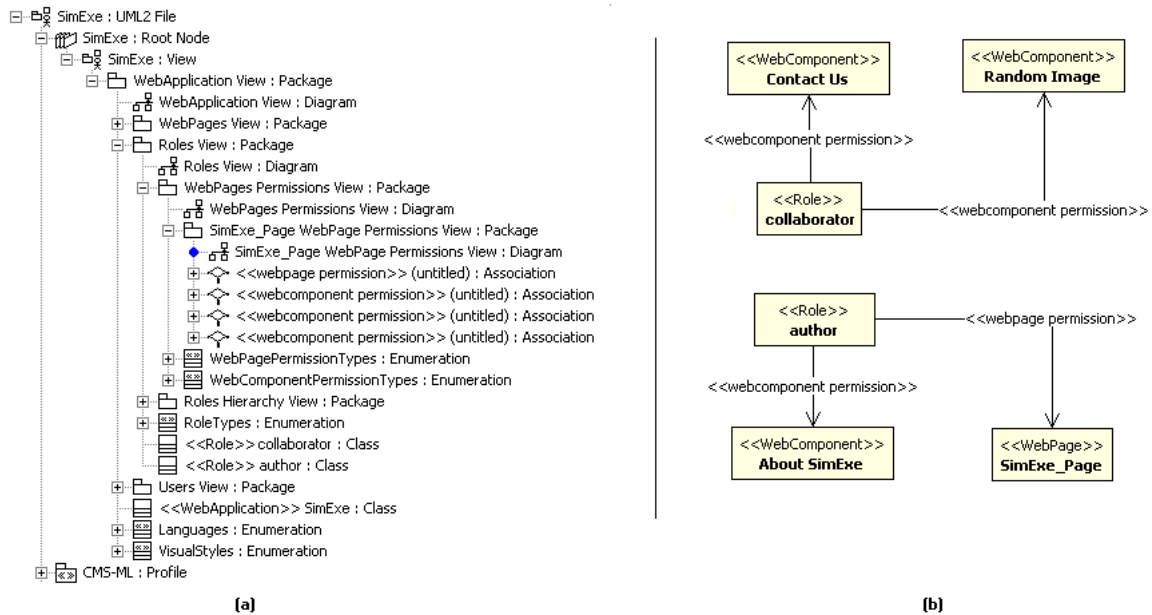 SimExe : UML2 File
SimExe : Root Node
SimExe : View
WebApplication View : Package
WebApplication View : Diagram
WebPages View : Package
Roles View : Package
Roles View : Diagram
WebPages Permissions View : Package
WebPages Permissions View : Diagram
SimExe_Page WebPage Permissions View : Package
SimExe_Page WebPage Permissions View : Diagram
<<webpage permission>> (untitled) : Association
<<webcomponent permission>> (untitled) : Association
<<webcomponent permission>> (untitled) : Association
<<webcomponent permission>> (untitled) : Association
WebPagePermissionTypes : Enumeration
WebComponentPermissionTypes : Enumeration
Roles Hierarchy View : Package
RoleTypes : Enumeration
<<Role>> collaborator : Class
<<Role>> author : Class
Users View : Package
<<WebApplication>> SimExe : Class
Languages : Enumeration
VisualStyles : Enumeration
CMS-ML : Profile
(a)
<<WebComponent>>
Contact Us
<<WebComponent>>
Random Image
<<webcomponent permission>>
<<Role>>
collaborator
<<webcomponent permission>>
<<Role>>
author
<<webpage permission>>
<<webcomponent permission>>
<<WebComponent>>
About SimExe
<<WebPage>>
SimExe_Page
(b)